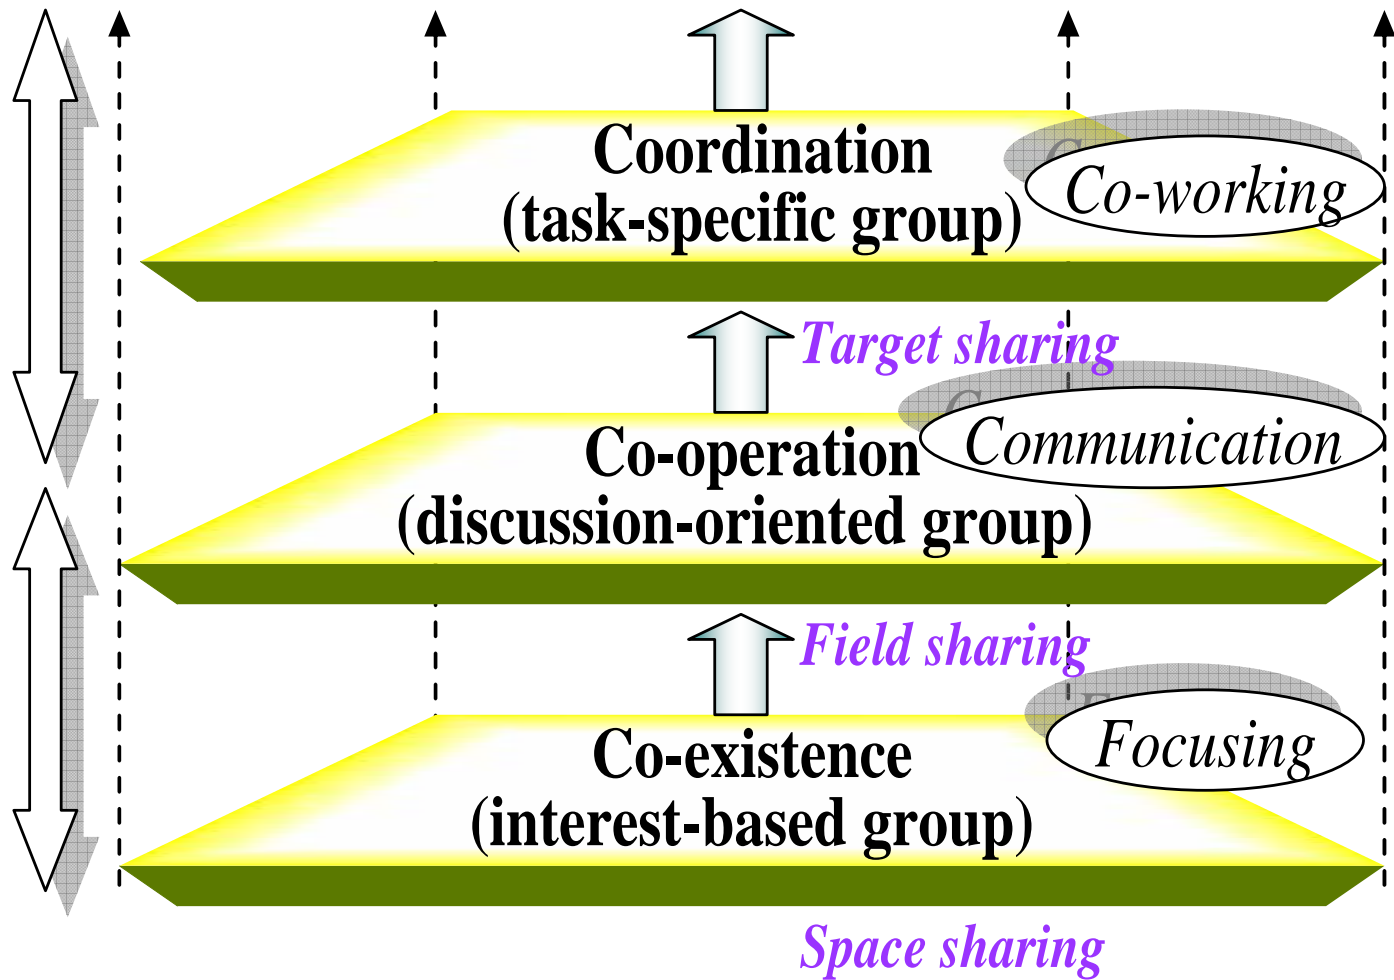 Coordination
(task-specific group)
Co-working
Target sharing
Co-operation
(discussion-oriented group)
Communication
Field sharing
Co-existence
(interest-based group)
Focusing
Space sharing